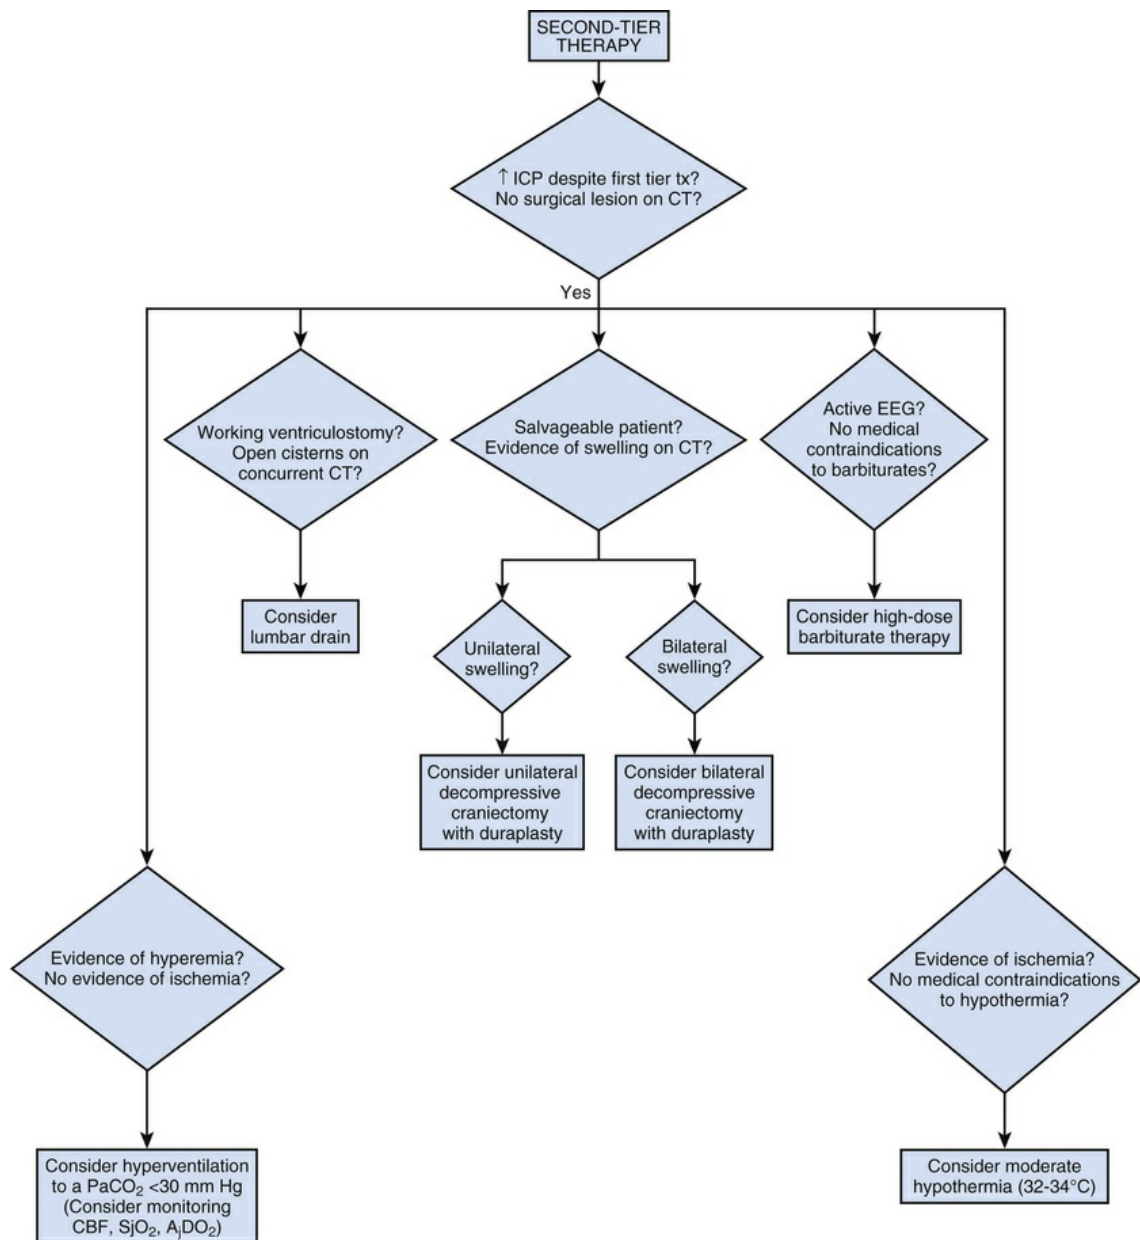 SECOND-TIER
THERAPY
↑ ICP despite first tier tx?
No surgical lesion on CT?
Yes
Working ventriculostomy?
Open cisterns on
concurrent CT?
Salvageable patient?
Evidence of swelling on CT?
Active EEG?
No medical
contraindications
to barbiturates?
Consider
lumbar drain
Unilateral
swelling?
Bilateral
swelling?
Consider high-dose
barbiturate therapy
Consider unilateral
decompressive
craniectomy
with duraplasty
Consider bilateral
decompressive
craniectomy
with duraplasty
Evidence of hyperemia?
No evidence of ischemia?
Evidence of ischemia?
No medical contraindications
to hypothermia?
Consider hyperventilation
to a PaCO₂ <30 mm Hg
(Consider monitoring
CBF, SjO₂, AⱼDO₂)
Consider moderate
hypothermia (32-34°C)